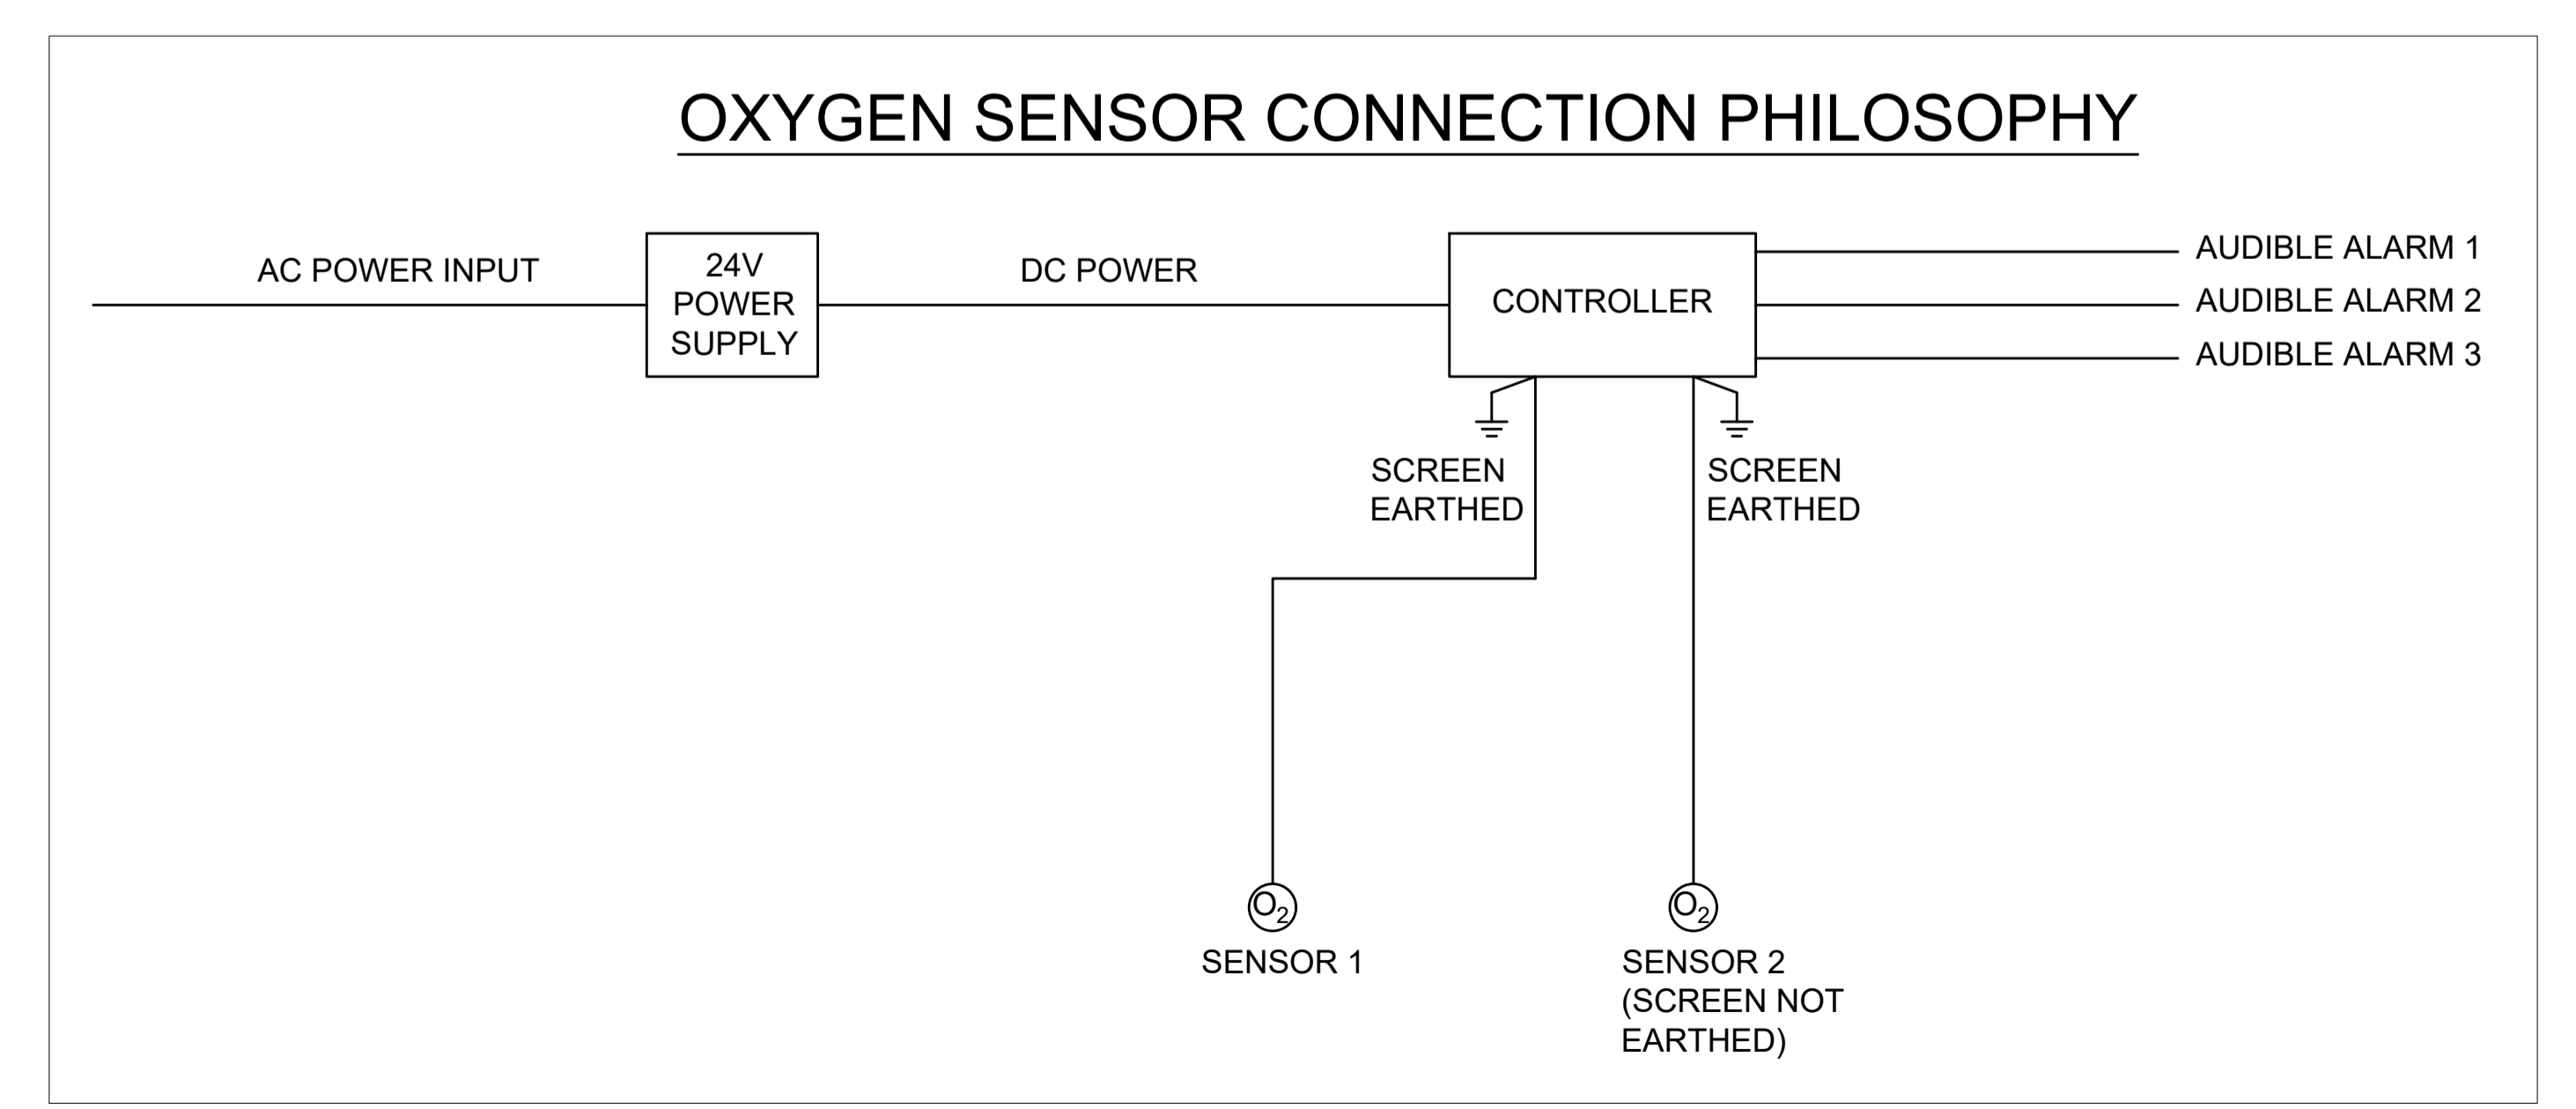 OXYGEN SENSOR CONNECTION PHILOSOPHY
AC POWER INPUT
24V
POWER
SUPPLY
DC POWER
CONTROLLER
AUDIBLE ALARM 1
AUDIBLE ALARM 2
AUDIBLE ALARM 3
SCREEN
EARTHED
SCREEN
EARTHED
O₂
SENSOR 1
O₂
SENSOR 2
(SCREEN NOT
EARTHED)